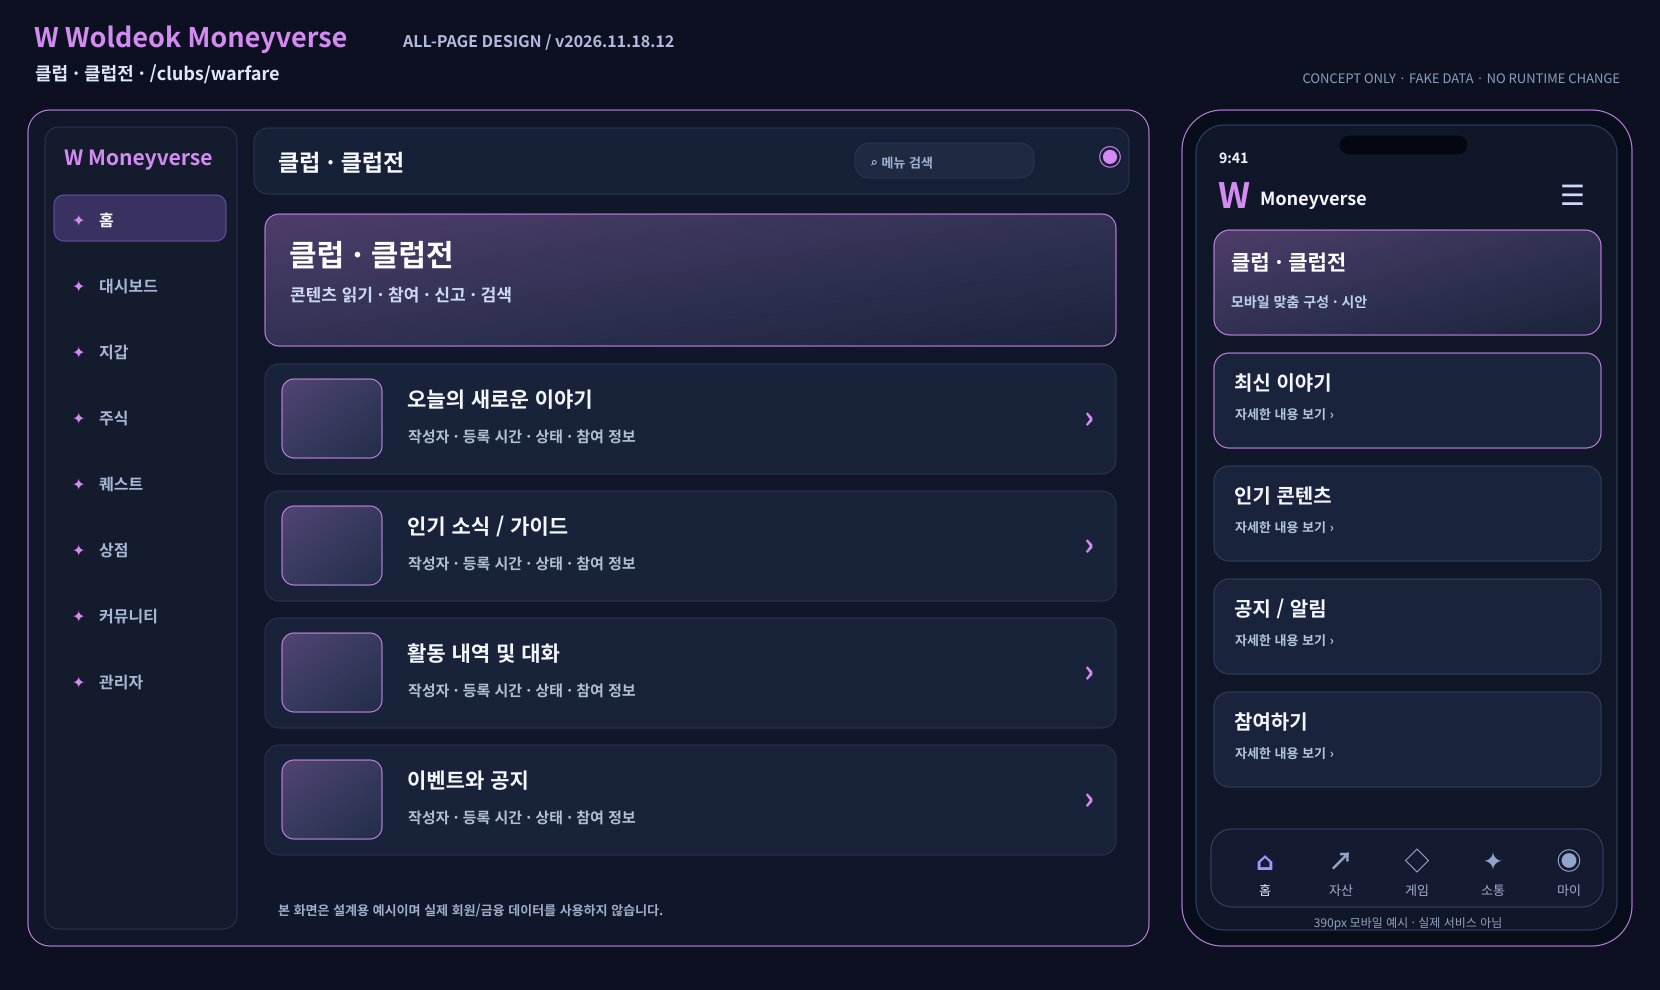 W Woldeok Moneyverse
ALL-PAGE DESIGN / v2026.11.18.12
클럽 · 클럽전 · /clubs/warfare
CONCEPT ONLY · FAKE DATA · NO RUNTIME CHANGE
W Moneyverse
홈
대시보드
지갑
주식
퀘스트
상점
커뮤니티
관리자
클럽 · 클럽전
메뉴 검색
클럽 · 클럽전
콘텐츠 읽기 · 참여 · 신고 · 검색
오늘의 새로운 이야기
작성자 · 등록 시간 · 상태 · 참여 정보
인기 소식 / 가이드
작성자 · 등록 시간 · 상태 · 참여 정보
활동 내역 및 대화
작성자 · 등록 시간 · 상태 · 참여 정보
이벤트와 공지
작성자 · 등록 시간 · 상태 · 참여 정보
본 화면은 설계용 예시이며 실제 회원/금융 데이터를 사용하지 않습니다.
9:41
W Moneyverse
클럽 · 클럽전
모바일 맞춤 구성 · 시안
최신 이야기
자세한 내용 보기 ›
인기 콘텐츠
자세한 내용 보기 ›
공지 / 알림
자세한 내용 보기 ›
참여하기
자세한 내용 보기 ›
홈 자산 게임 소통 마이
390px 모바일 예시 · 실제 서비스 아님